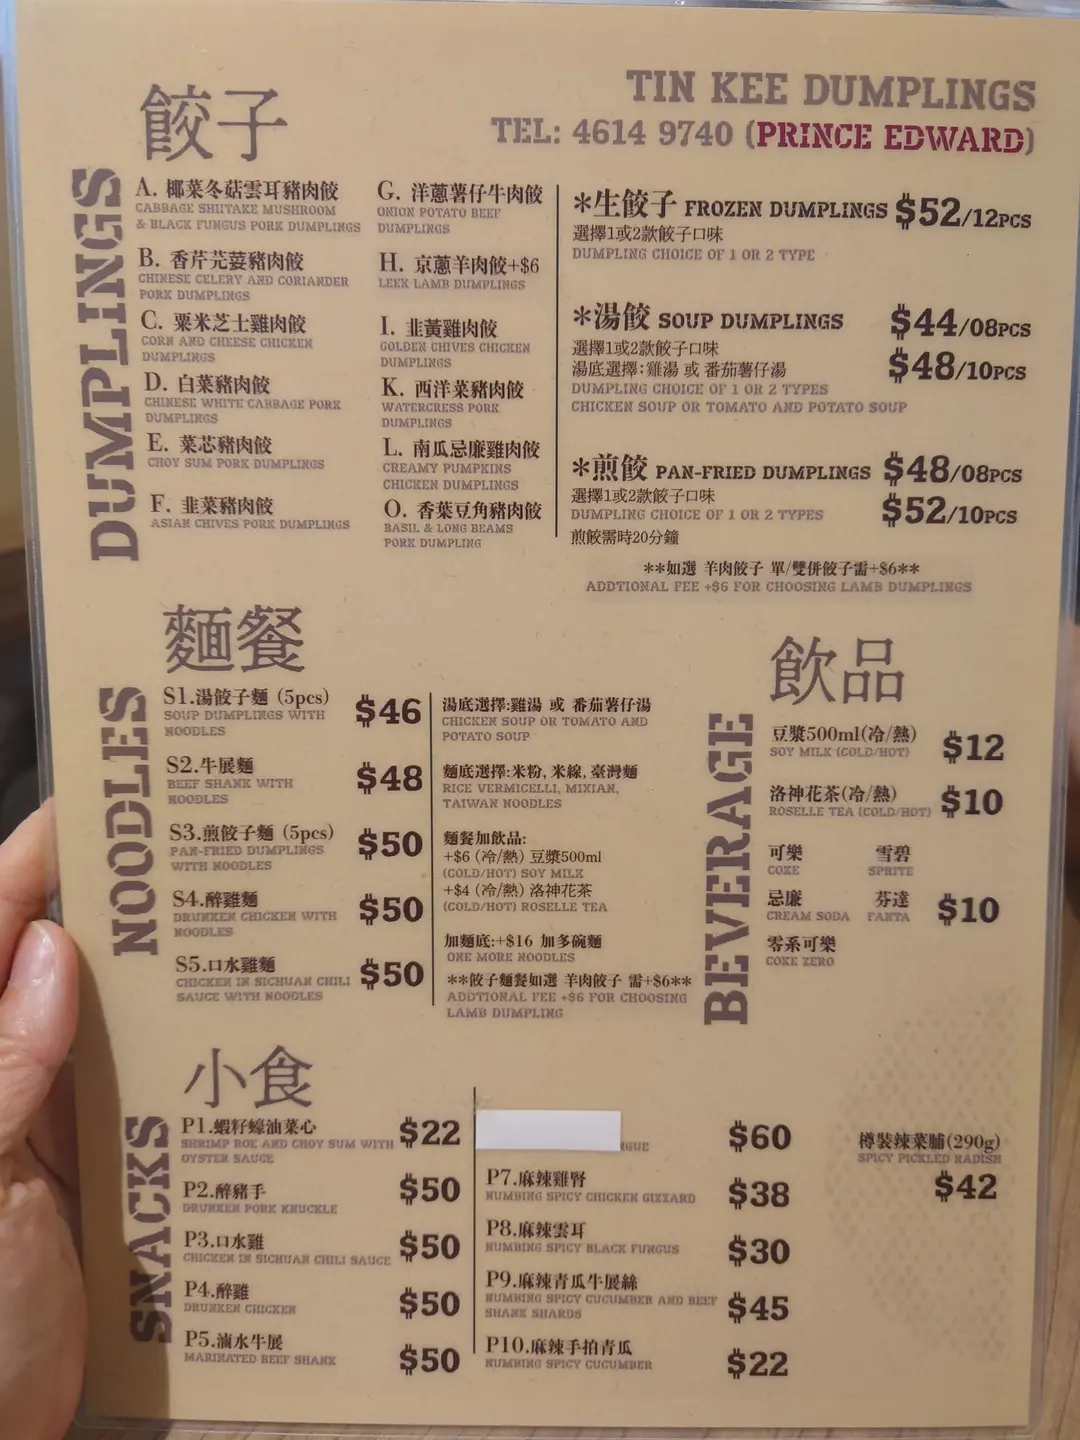 TIN KEE DUMPLINGS
TEL: 4614 9740 (PRINCE EDWARD)
餃子
DUMPLINGS
A. 椰菜冬菇雲耳豬肉餃
CABBAGE SHIITAKE MUSHROOM
& BLACK FUNGUS PORK DUMPLINGS
B. 香芹芫荽豬肉餃
CHINESE CELERY AND CORIANDER
PORK DUMPLINGS
C. 粟米芝士雞肉餃
CORN AND CHEESE CHICKEN
DUMPLINGS
D. 白菜豬肉餃
CHINESE WHITE CABBAGE PORK
DUMPLINGS
E. 菜芯豬肉餃
CHOY SUM PORK DUMPLINGS
F. 韭菜豬肉餃
ASIAN CHIVES PORK DUMPLINGS
G. 洋蔥薯仔牛肉餃
ONION POTATO BEEF
DUMPLINGS
H. 京蔥羊肉餃+$6
LEEK LAMB DUMPLINGS
I. 韭黃雞肉餃
GOLDEN CHIVES CHICKEN
DUMPLINGS
K. 西洋菜豬肉餃
WATERCRESS PORK
DUMPLINGS
L. 南瓜忌廉雞肉餃
CREAMY PUMPKINS
CHICKEN DUMPLINGS
O. 香葉豆角豬肉餃
BASIL & LONG BEAMS
PORK DUMPLING
*生餃子 FROZEN DUMPLINGS $52/12PCS
選擇1或2款餃子口味
DUMPLING CHOICE OF 1 OR 2 TYPE
*湯餃 SOUP DUMPLINGS $44/08PCS
選擇1或2款餃子口味
湯底選擇:雞湯 或 番茄薯仔湯 $48/10PCS
DUMPLING CHOICE OF 1 OR 2 TYPES
CHICKEN SOUP OR TOMATO AND POTATO SOUP
*煎餃 PAN-FRIED DUMPLINGS $48/08PCS
選擇1或2款餃子口味
DUMPLING CHOICE OF 1 OR 2 TYPES $52/10PCS
煎餃需時20分鐘
**如選 羊肉餃子 單/雙併餃子需+$6**
ADDTIONAL FEE +$6 FOR CHOOSING LAMB DUMPLINGS
麵餐
NOODLES
S1.湯餃子麵 (5pcs) $46
SOUP DUMPLINGS WITH
NOODLES
S2.牛展麵 $48
BEEF SHANK WITH
NOODLES
S3.煎餃子麵 (5pcs) $50
PAN-FRIED DUMPLINGS
WITH NOODLES
S4.醉雞麵 $50
DRUNKEN CHICKEN WITH
NOODLES
S5.口水雞麵 $50
CHICKEN IN SICHUAN CHILI
SAUCE WITH NOODLES
湯底選擇:雞湯 或 番茄薯仔湯
CHICKEN SOUP OR TOMATO AND
POTATO SOUP
麵底選擇:米粉, 米線, 臺灣麵
RICE VERMICELLI, MIXIAN,
TAIWAN NOODLES
麵餐加飲品:
+$6 (冷/熱) 豆漿500ml
(COLD/HOT) SOY MILK
+$4 (冷/熱) 洛神花茶
(COLD/HOT) ROSELLE TEA
加麵底:+$16 加多碗麵
ONE MORE NOODLES
**餃子麵餐如選 羊肉餃子 需+$6**
ADDTIONAL FEE +$6 FOR CHOOSING
LAMB DUMPLING
飲品
BEVERAGE
豆漿500ml(冷/熱) $12
SOY MILK (COLD/HOT)
洛神花茶(冷/熱) $10
ROSELLE TEA (COLD/HOT)
可樂 雪碧
COKE SPRITE
忌廉 芬達 $10
CREAM SODA FANTA
零系可樂
COKE ZERO
小食
SNACKS
P1.蝦籽蠔油菜心 $22
SHRIMP ROE AND CHOY SUM WITH
OYSTER SAUCE
P2.醉豬手 $50
DRUNKEN PORK KNUCKLE
P3.口水雞 $50
CHICKEN IN SICHUAN CHILI SAUCE
P4.醉雞 $50
DRUNKEN CHICKEN
P5.滷水牛展 $50
MARINATED BEEF SHANK
$60
P7.麻辣雞腎 $38
NUMBING SPICY CHICKEN GIZZARD
P8.麻辣雲耳 $30
NUMBING SPICY BLACK FUNGUS
P9.麻辣青瓜牛展絲 $45
NUMBING SPICY CUCUMBER AND BEEF
SHANK SHARDS
P10.麻辣手拍青瓜 $22
NUMBING SPICY CUCUMBER
樽裝辣菜脯(290g)
SPICY PICKLED RADISH
$42